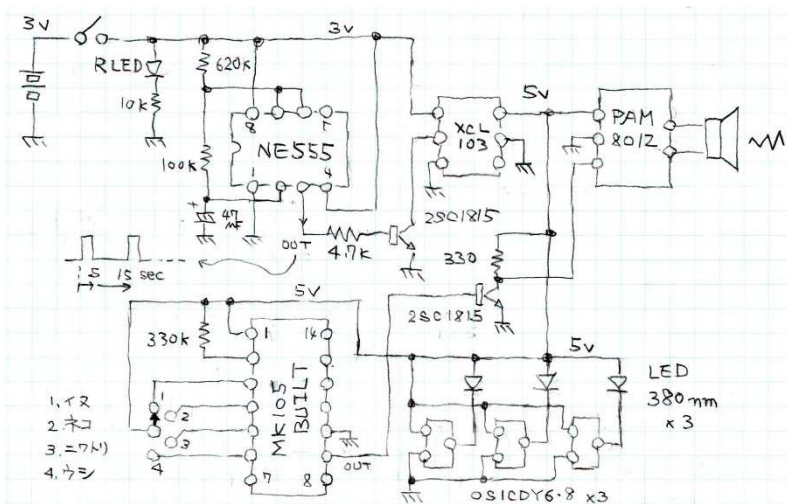 3V
3V
RLED
620K
5V
10K
8
7
XCL
103
PAM
8012
NE555
100K
1
4
+
47
2SC1815
OUT
4.7K
330
5
15 sec
5V
2SC1815
330K
1
14
5V
MK105
BUILT
LED
380nm
×3
1
2
3
4
1,イヌ
2ネコ
3,ニワトリ
4,ウシ
OUT
7
8
OSICDY6.8 ×3